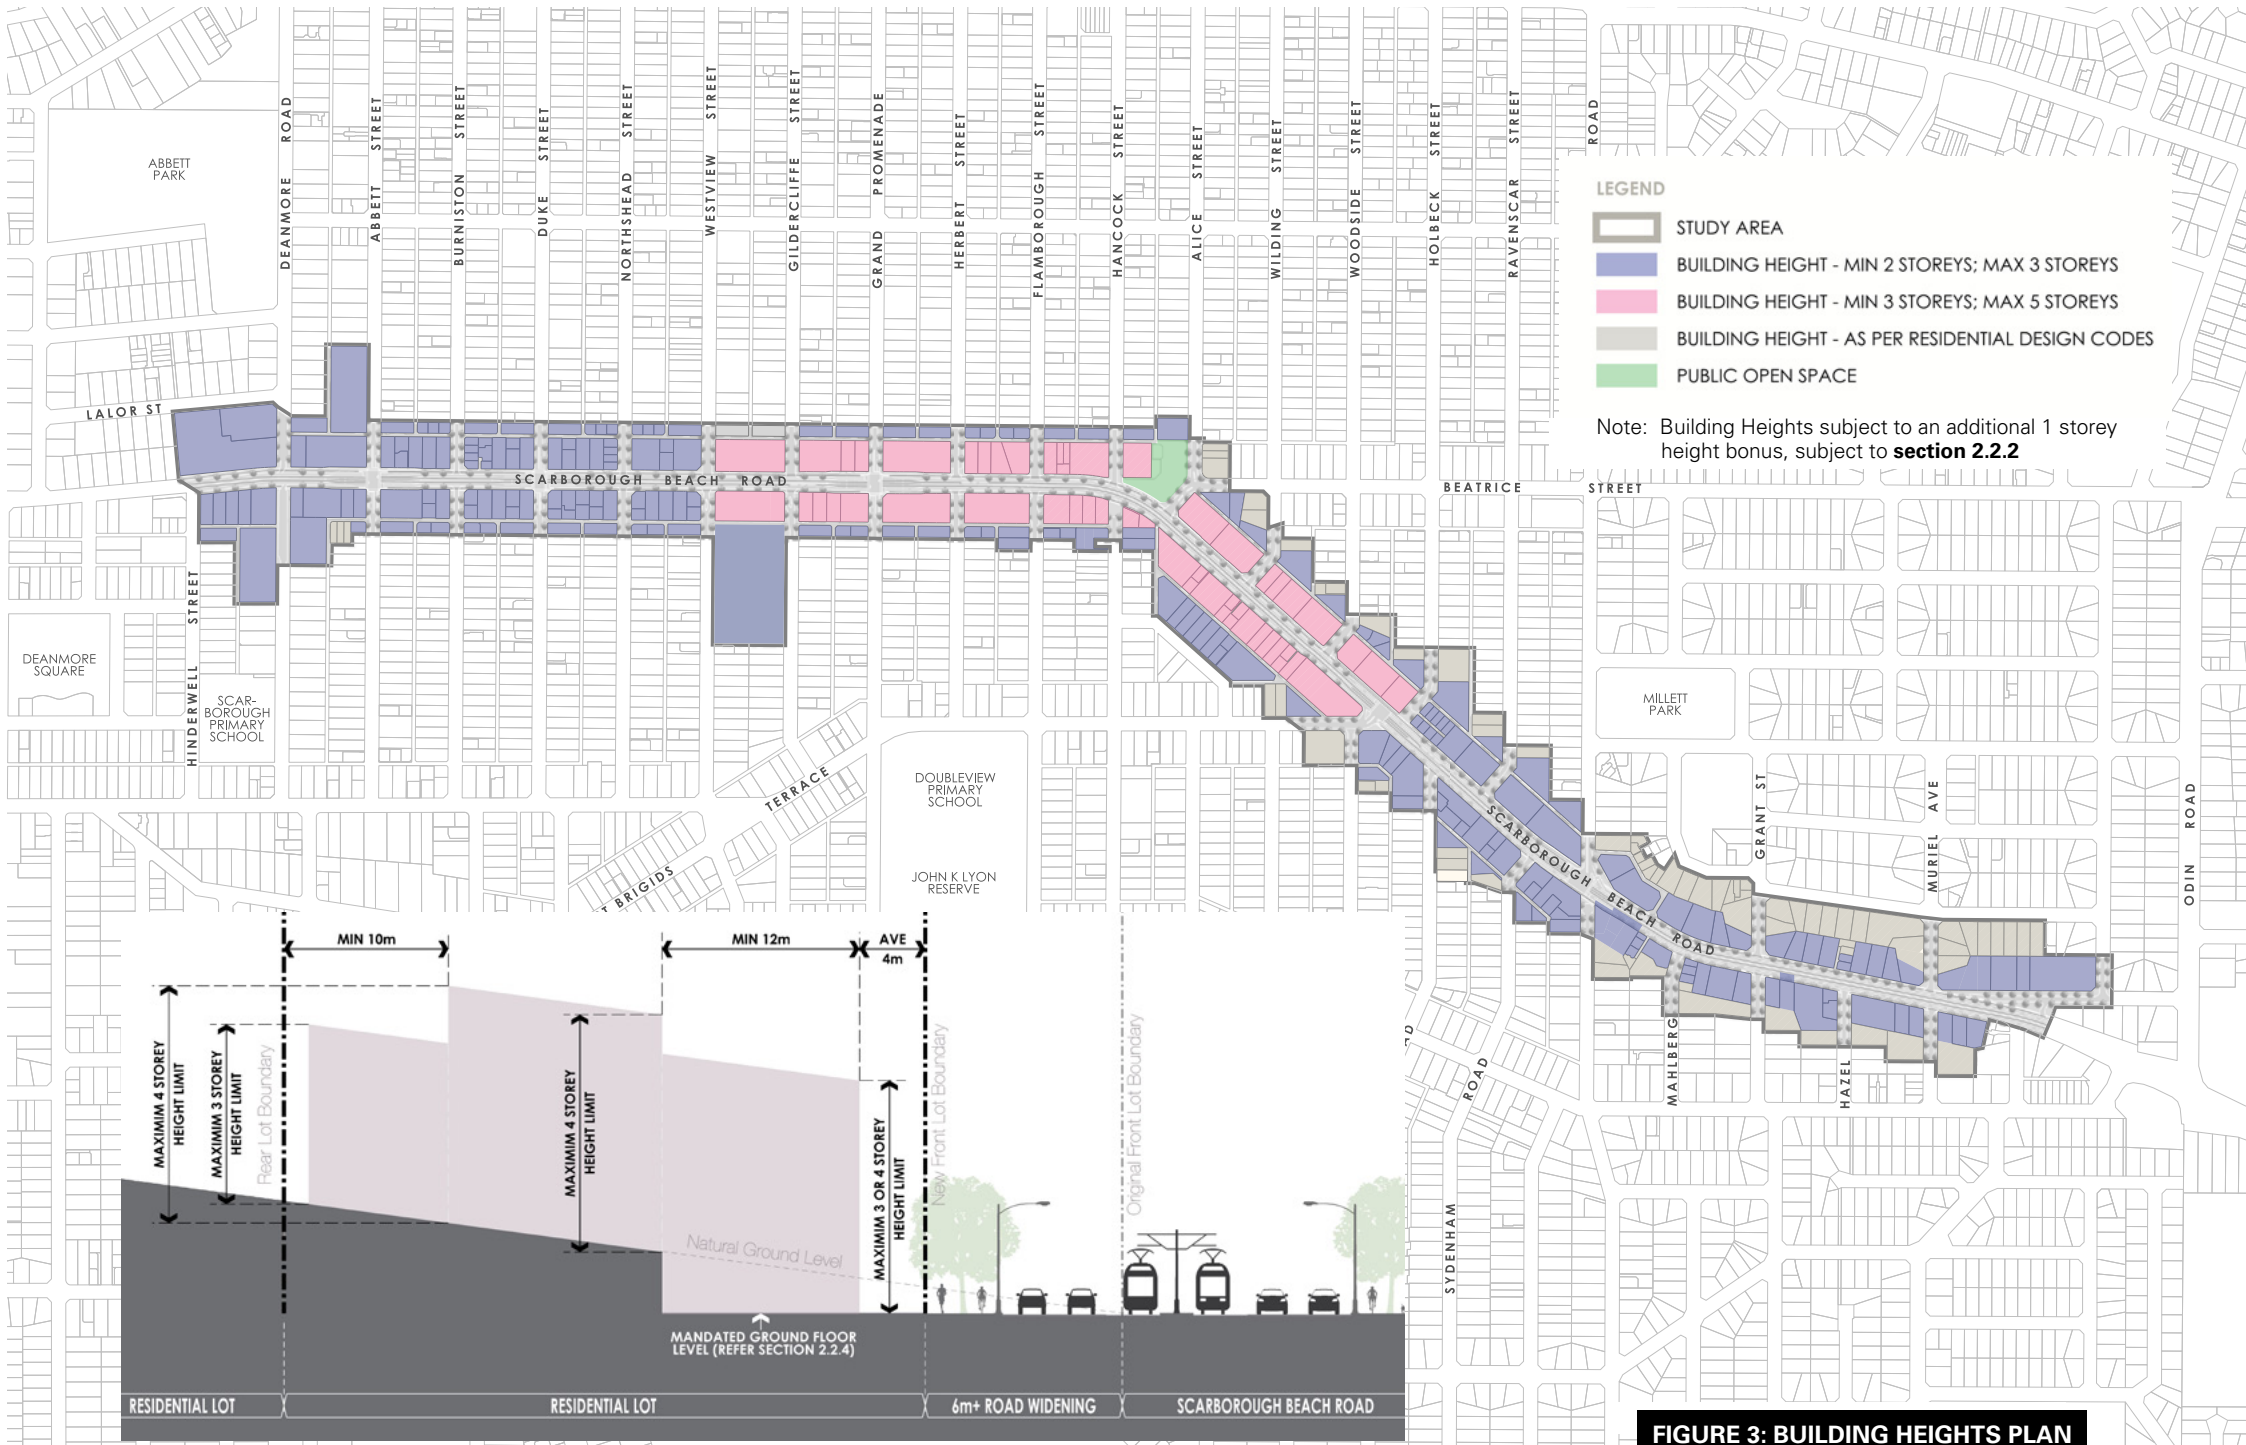 ABBETT
PARK
DEANMORE ROAD
ABBETT STREET
BURNISTON STREET
DUKE STREET
NORTHSHEAD STREET
WESTVIEW STREET
GILDERCLIFFE STREET
GRAND PROMENADE
HERBERT STREET
FLAMBOROUGH STREET
HANCOCK STREET
ALICE STREET
WILDING STREET
WOODSIDE STREET
HOLBECK STREET
RAVENSCAR STREET
ROAD
LEGEND
STUDY AREA
BUILDING HEIGHT - MIN 2 STOREYS; MAX 3 STOREYS
BUILDING HEIGHT - MIN 3 STOREYS; MAX 5 STOREYS
BUILDING HEIGHT - AS PER RESIDENTIAL DESIGN CODES
PUBLIC OPEN SPACE
Note: Building Heights subject to an additional 1 storey
height bonus, subject to section 2.2.2
LALOR ST
SCARBOROUGH BEACH ROAD
BEATRICE STREET
HINDERWELL STREET
DEANMORE
SQUARE
SCAR-
BOROUGH
PRIMARY
SCHOOL
MILLETT
PARK
DOUBLEVIEW
PRIMARY
SCHOOL
TERRACE
T BRIGIDS
JOHN K LYON
RESERVE
SCARBOROUGH BEACH ROAD
GRANT ST
MURIEL AVE
ODIN ROAD
MAHLBERG
HAZEL
ROAD
SYDENHAM
MIN 10m
MIN 12m
AVE
4m
MAXIMIM 4 STOREY
HEIGHT LIMIT
MAXIMIM 3 STOREY
HEIGHT LIMIT
Rear Lot Boundary
MAXIMIM 4 STOREY
HEIGHT LIMIT
MAXIMIM 3 OR 4 STOREY
HEIGHT LIMIT
New Front Lot Boundary
Original Front Lot Boundary
Natural Ground Level
MANDATED GROUND FLOOR
LEVEL (REFER SECTION 2.2.4)
RESIDENTIAL LOT
RESIDENTIAL LOT
6m+ ROAD WIDENING
SCARBOROUGH BEACH ROAD
FIGURE 3: BUILDING HEIGHTS PLAN